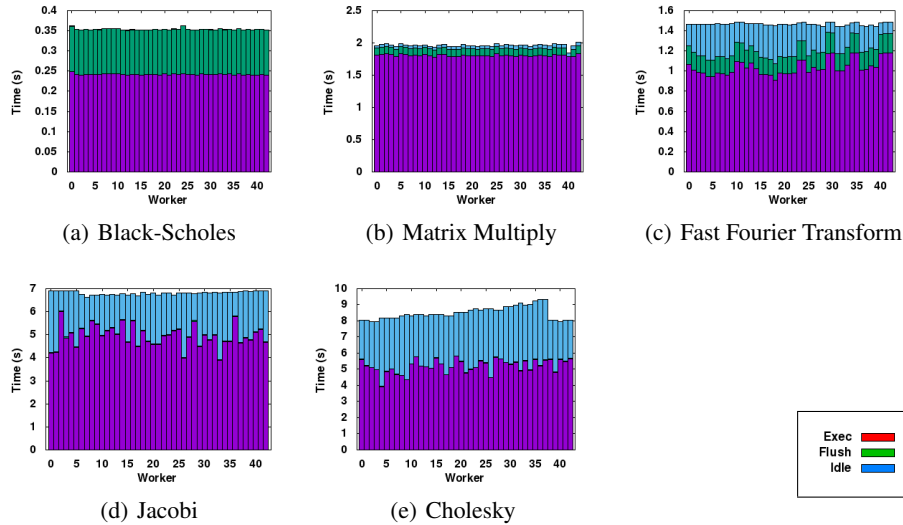 0.4
0.35
0.3
0.25
0.2
0.15
0.1
0.05
0
Time (s)
0 5 10 15 20 25 30 35 40
Worker
(a) Black-Scholes
2.5
2
1.5
1
0.5
0
Time (s)
0 5 10 15 20 25 30 35 40
Worker
(b) Matrix Multiply
1.6
1.4
1.2
1
0.8
0.6
0.4
0.2
0
Time (s)
0 5 10 15 20 25 30 35 40
Worker
(c) Fast Fourier Transform
7
6
5
4
3
2
1
0
Time (s)
0 5 10 15 20 25 30 35 40
Worker
(d) Jacobi
10
9
8
7
6
5
4
3
2
1
0
Time (s)
0 5 10 15 20 25 30 35 40
Worker
(e) Cholesky
Exec
Flush
Idle